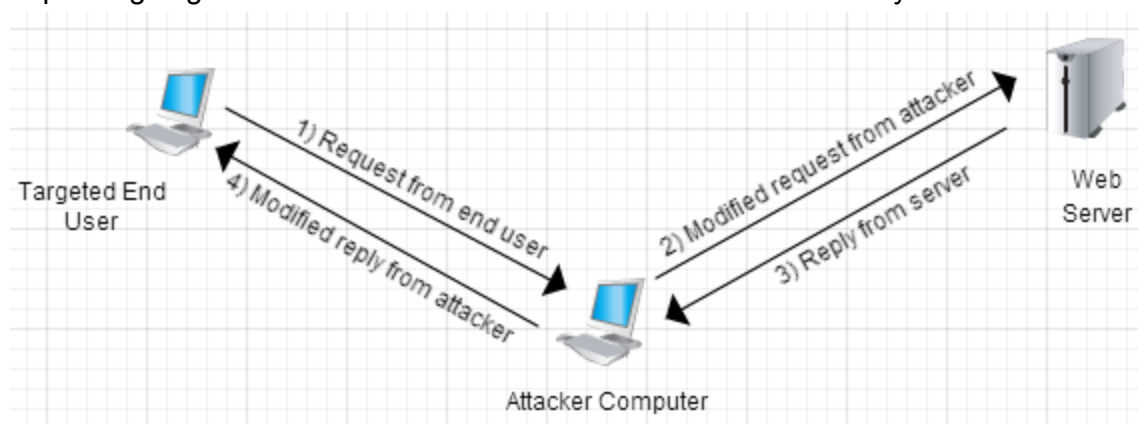 1) Request from end user
2) Modified request from attacker
3) Reply from server
4) Modified reply from attacker
Targeted End
User
Web
Server
Attacker Computer